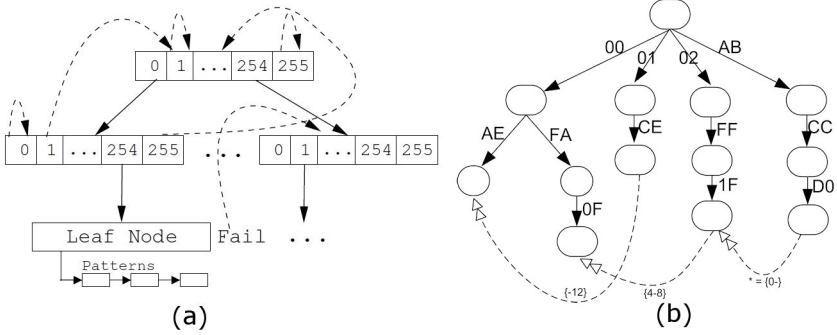 0 1 ... 254 255
0 1 ... 254 255 ... 0 1 ... 254 255
Leaf Node Fail ...
Patterns
(a)
00 01 02 AB
AE FA CE FF CC
0F 1F D0
{-12} {4-8} * = {0-}
(b)